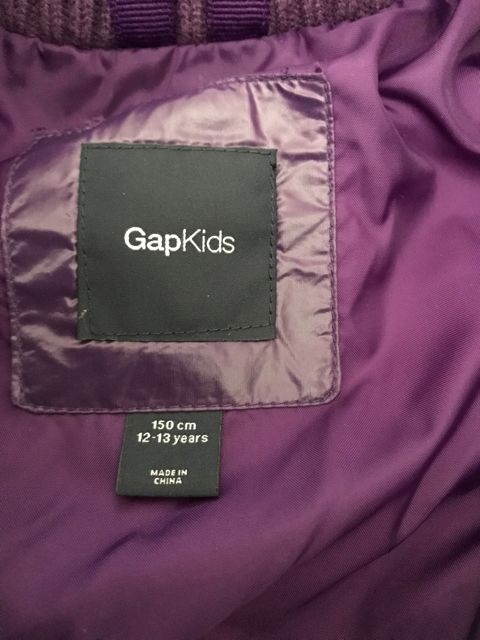 GapKids
150 cm
12-13 years
MADE IN
CHINA